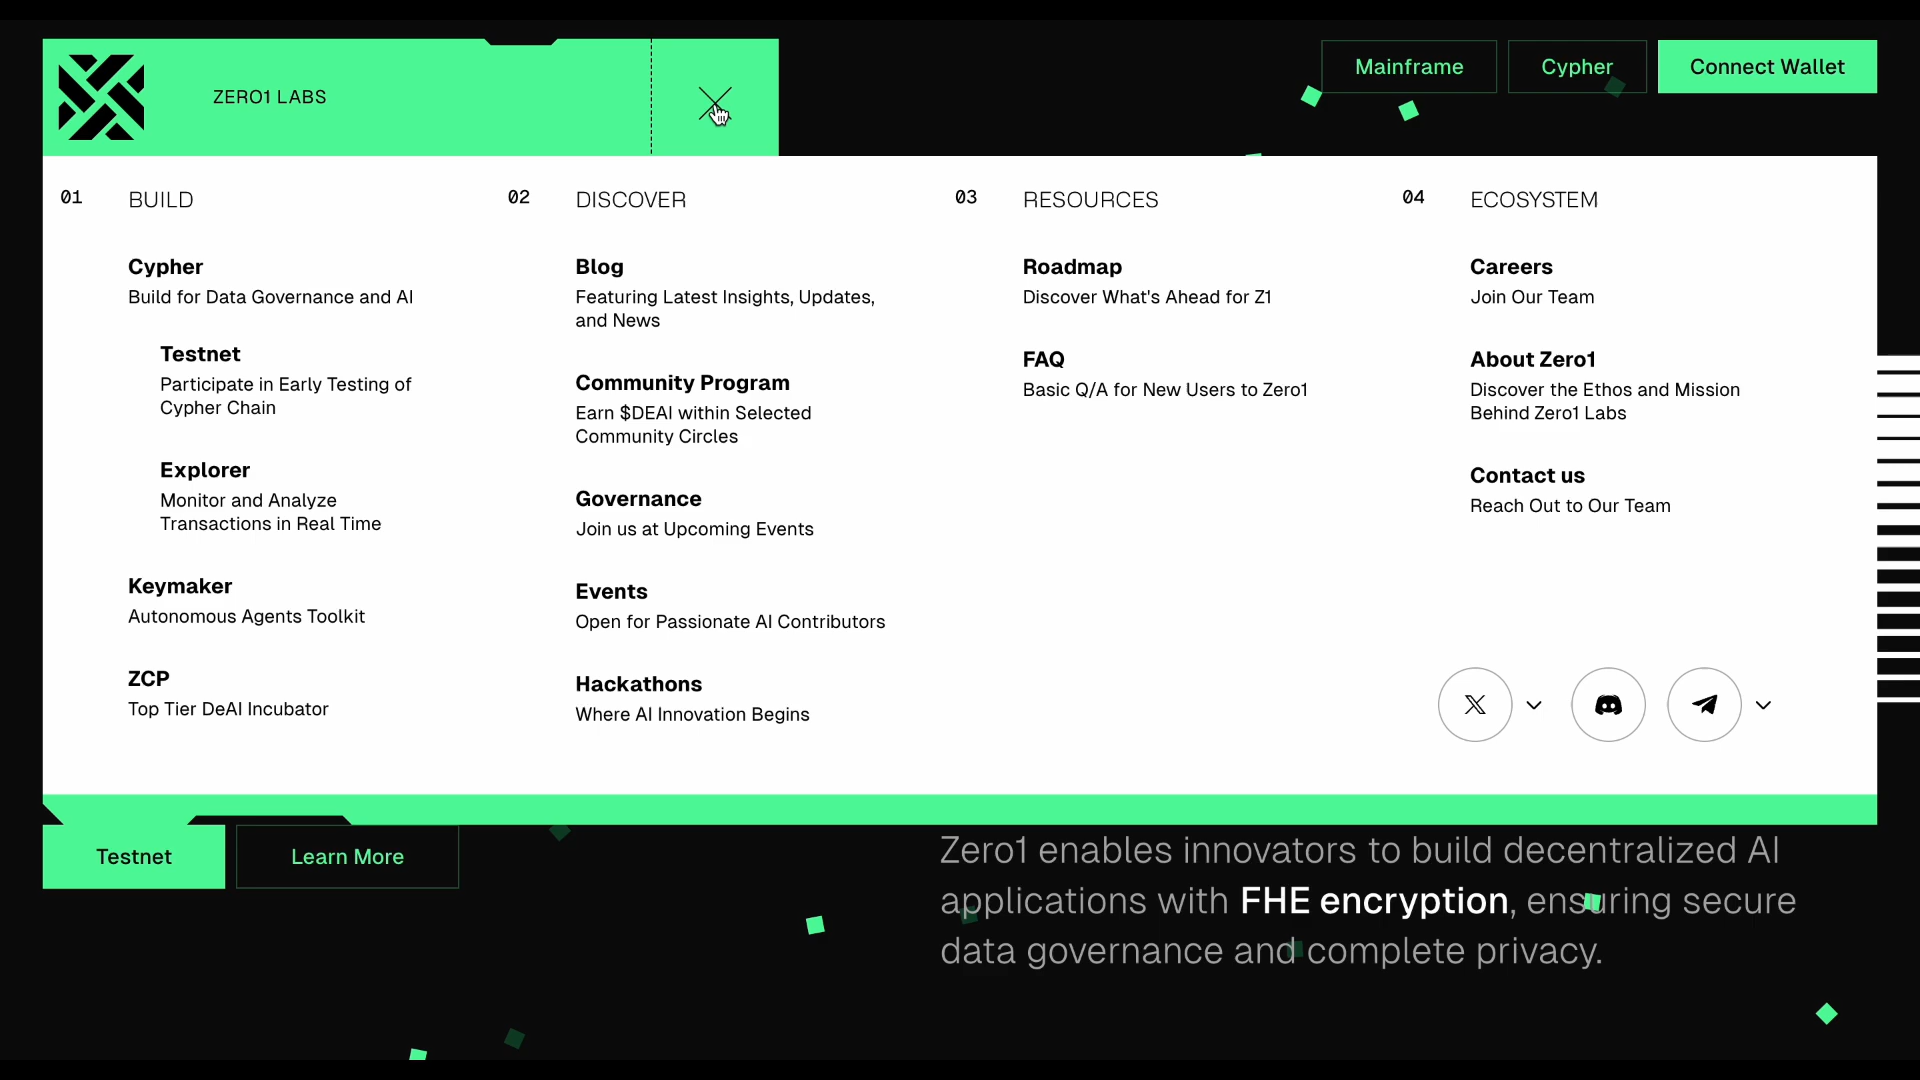 ZERO1 LABS
Mainframe
Cypher
Connect Wallet
01 BUILD
Cypher
Build for Data Governance and AI
Testnet
Participate in Early Testing of
Cypher Chain
Explorer
Monitor and Analyze
Transactions in Real Time
Keymaker
Autonomous Agents Toolkit
ZCP
Top Tier DeAI Incubator
02 DISCOVER
Blog
Featuring Latest Insights, Updates,
and News
Community Program
Earn $DEAI within Selected
Community Circles
Governance
Join us at Upcoming Events
Events
Open for Passionate AI Contributors
Hackathons
Where AI Innovation Begins
03 RESOURCES
Roadmap
Discover What's Ahead for Z1
FAQ
Basic Q/A for New Users to Zero1
04 ECOSYSTEM
Careers
Join Our Team
About Zero1
Discover the Ethos and Mission
Behind Zero1 Labs
Contact us
Reach Out to Our Team
Testnet
Learn More
Zero1 enables innovators to build decentralized AI
applications with FHE encryption, ensuring secure
data governance and complete privacy.